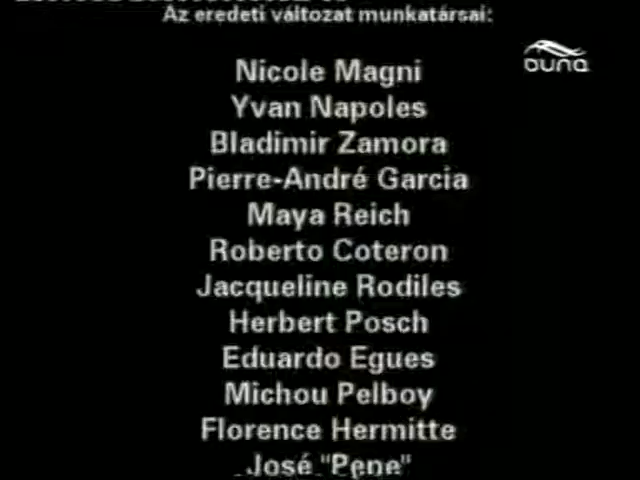 Az eredeti változat munkatársai:
duna
Nicole Magni
Yvan Napoles
Bladimir Zamora
Pierre-André Garcia
Maya Reich
Roberto Coteron
Jacqueline Rodiles
Herbert Posch
Eduardo Egues
Michou Pelboy
Florence Hermitte
José "Pepe"